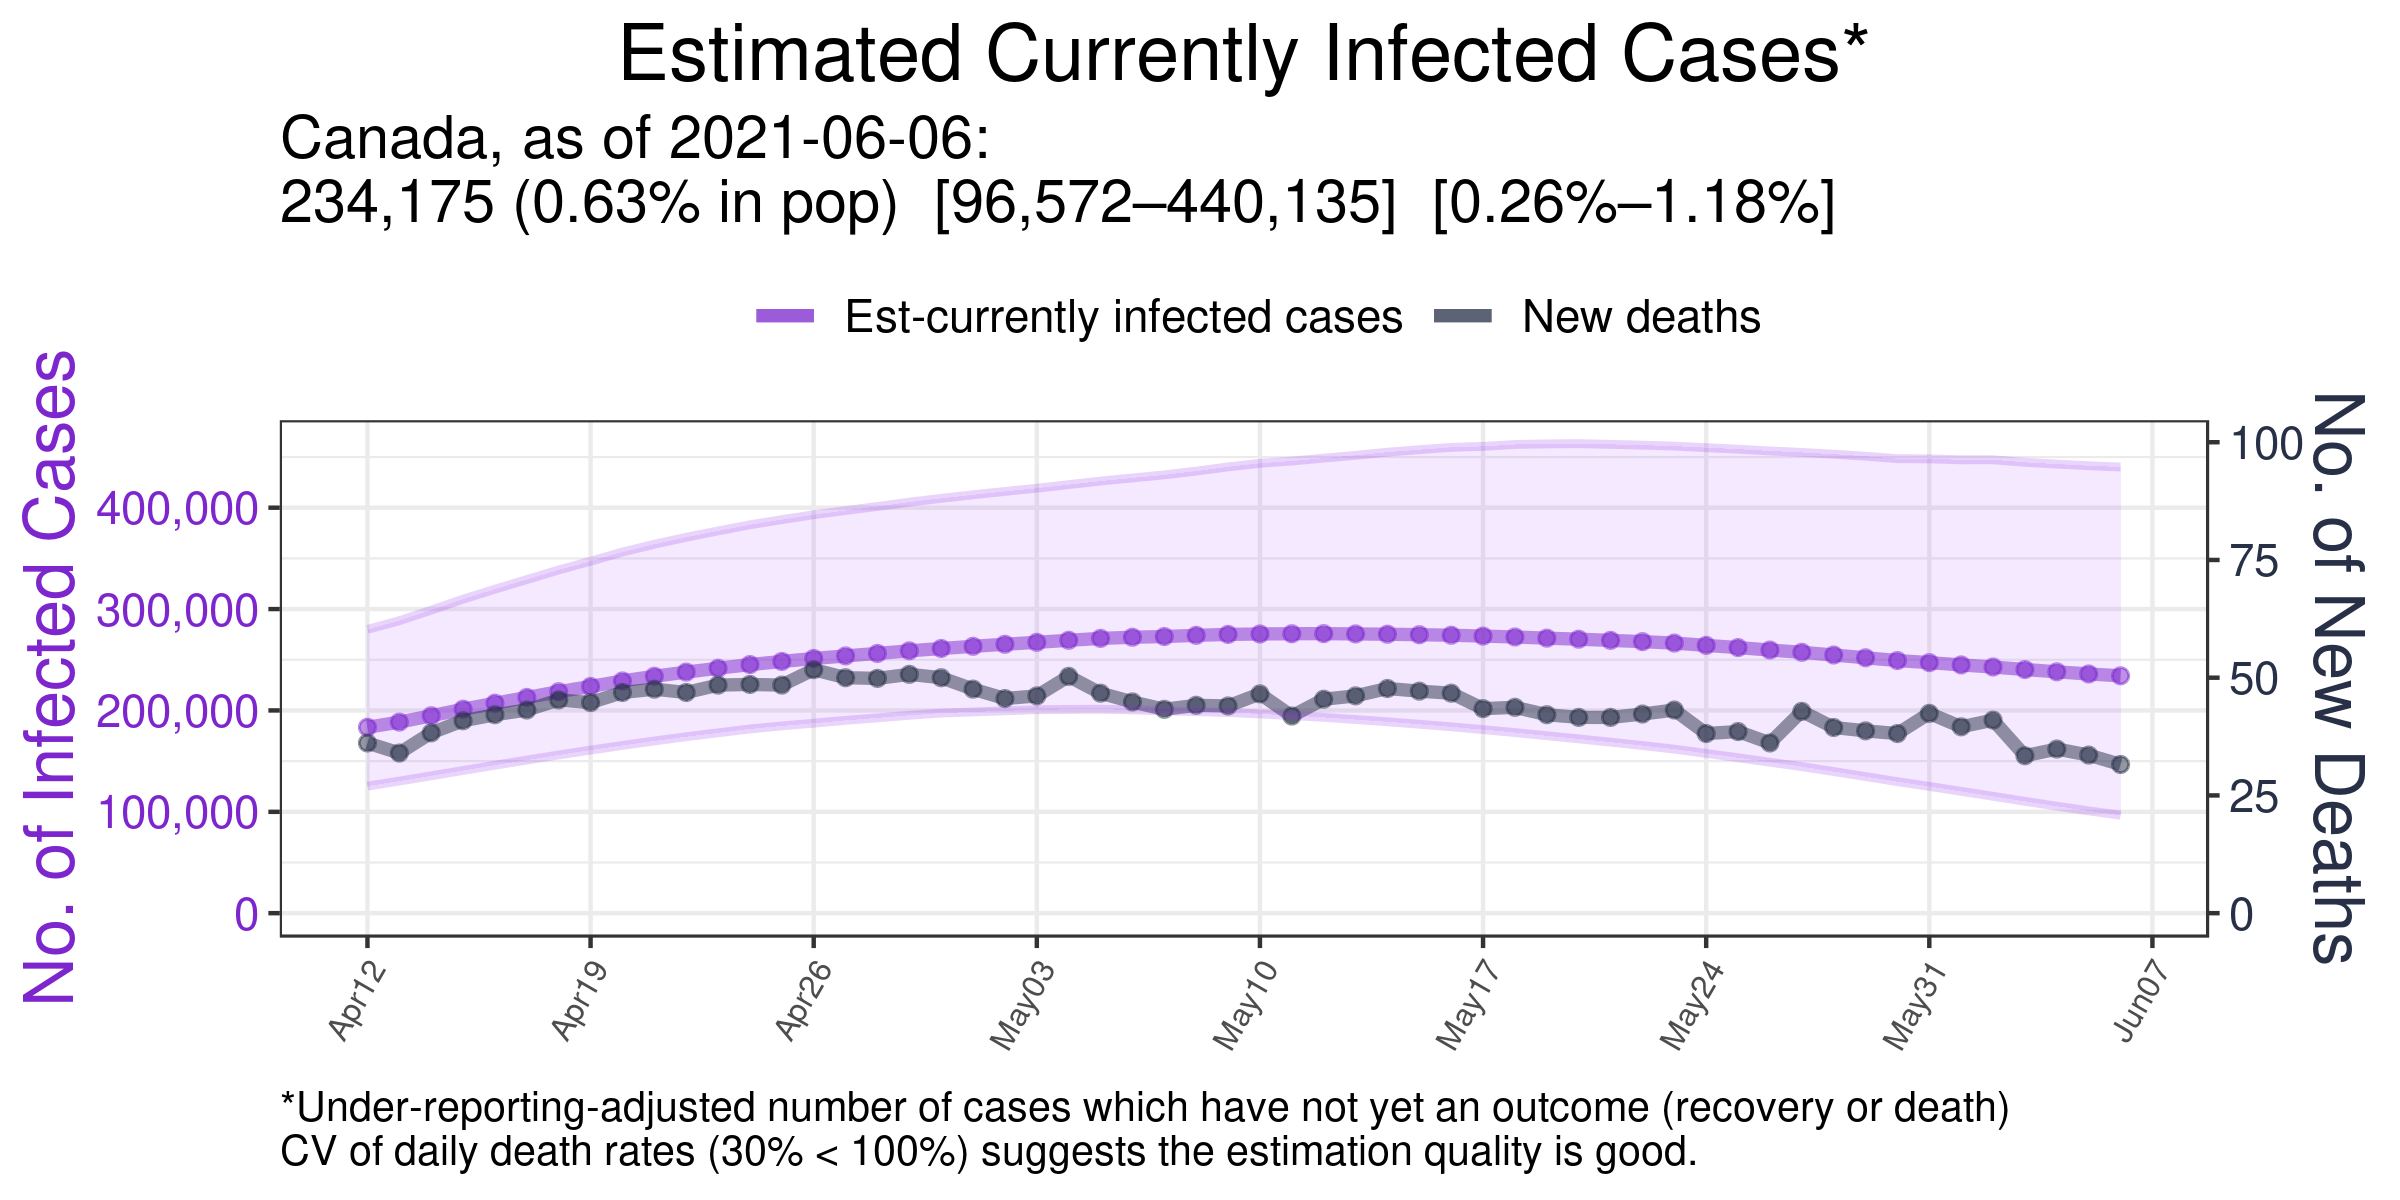 Estimated Currently Infected Cases*
Canada, as of 2021-06-06:
234,175 (0.63% in pop)  [96,572–440,135]  [0.26%–1.18%]
Est-currently infected cases
New deaths
No. of Infected Cases
400,000
300,000
200,000
100,000
0
100
75
50
25
0
No. of New Deaths
Apr12
Apr19
Apr26
May03
May10
May17
May24
May31
Jun07
*Under-reporting-adjusted number of cases which have not yet an outcome (recovery or death)
CV of daily death rates (30% < 100%) suggests the estimation quality is good.